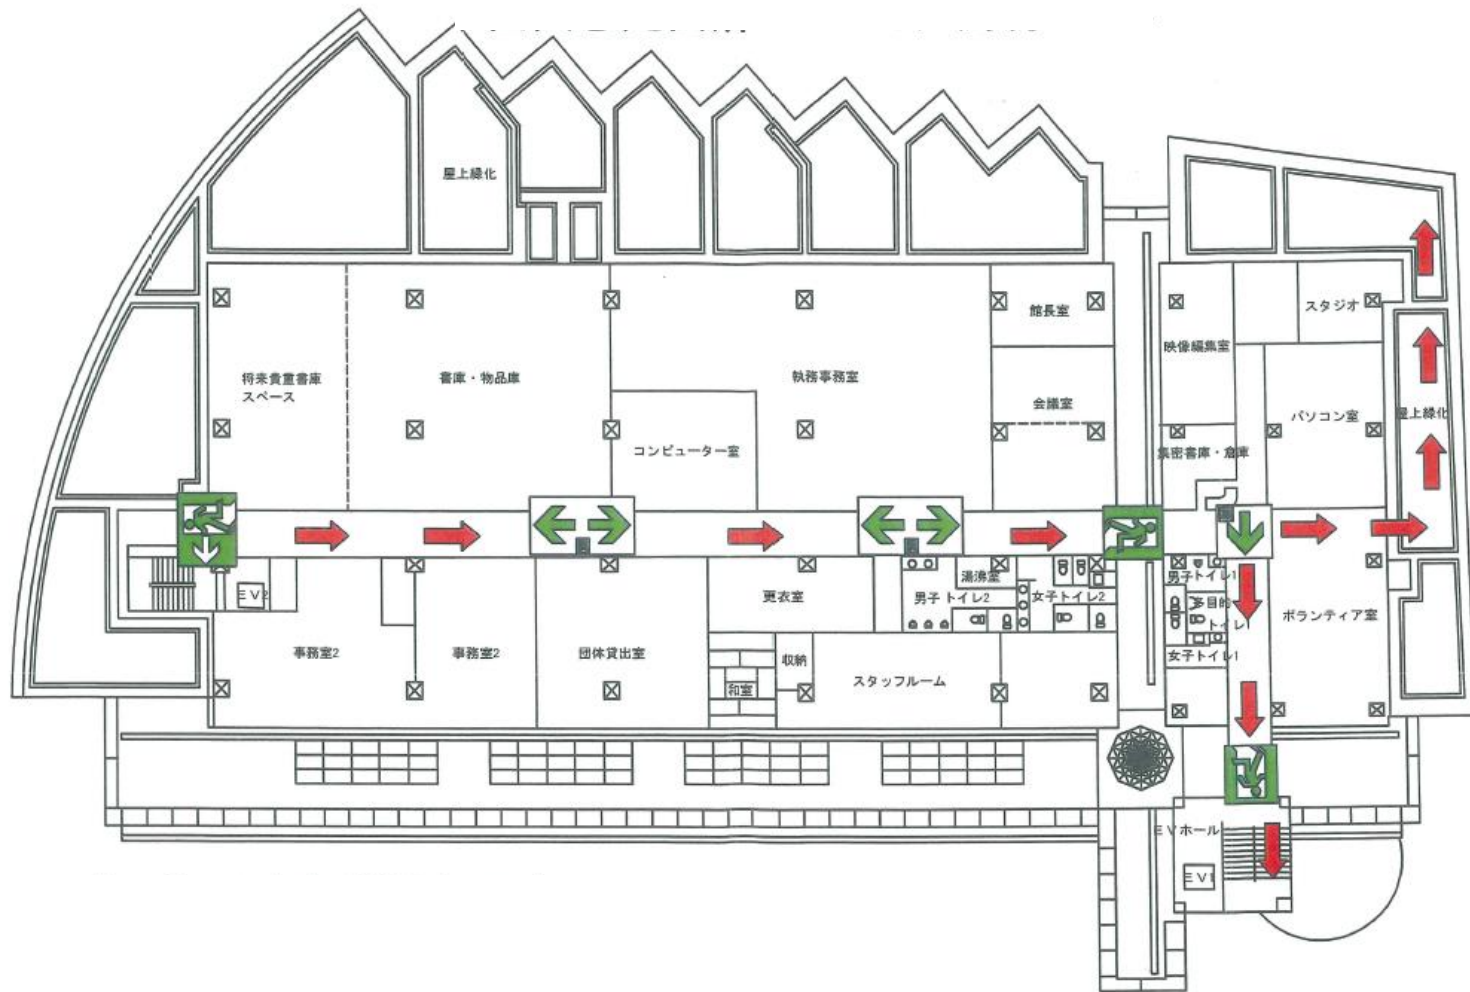 屋上緑化
館長室
スタジオ
映像編集室
将来貴重書庫
スペース
書庫・物品庫
執務事務室
会議室
パソコン室
屋上緑化
コンピューター室
集密書庫・倉庫
EV2
更衣室
湯沸室
男子トイレ2
女子トイレ2
男子トイレ1
多目的
トイレ1
ボランティア室
事務室2
事務室2
団体貸出室
収納
和室
スタッフルーム
女子トイレ1
EVホール
EV1